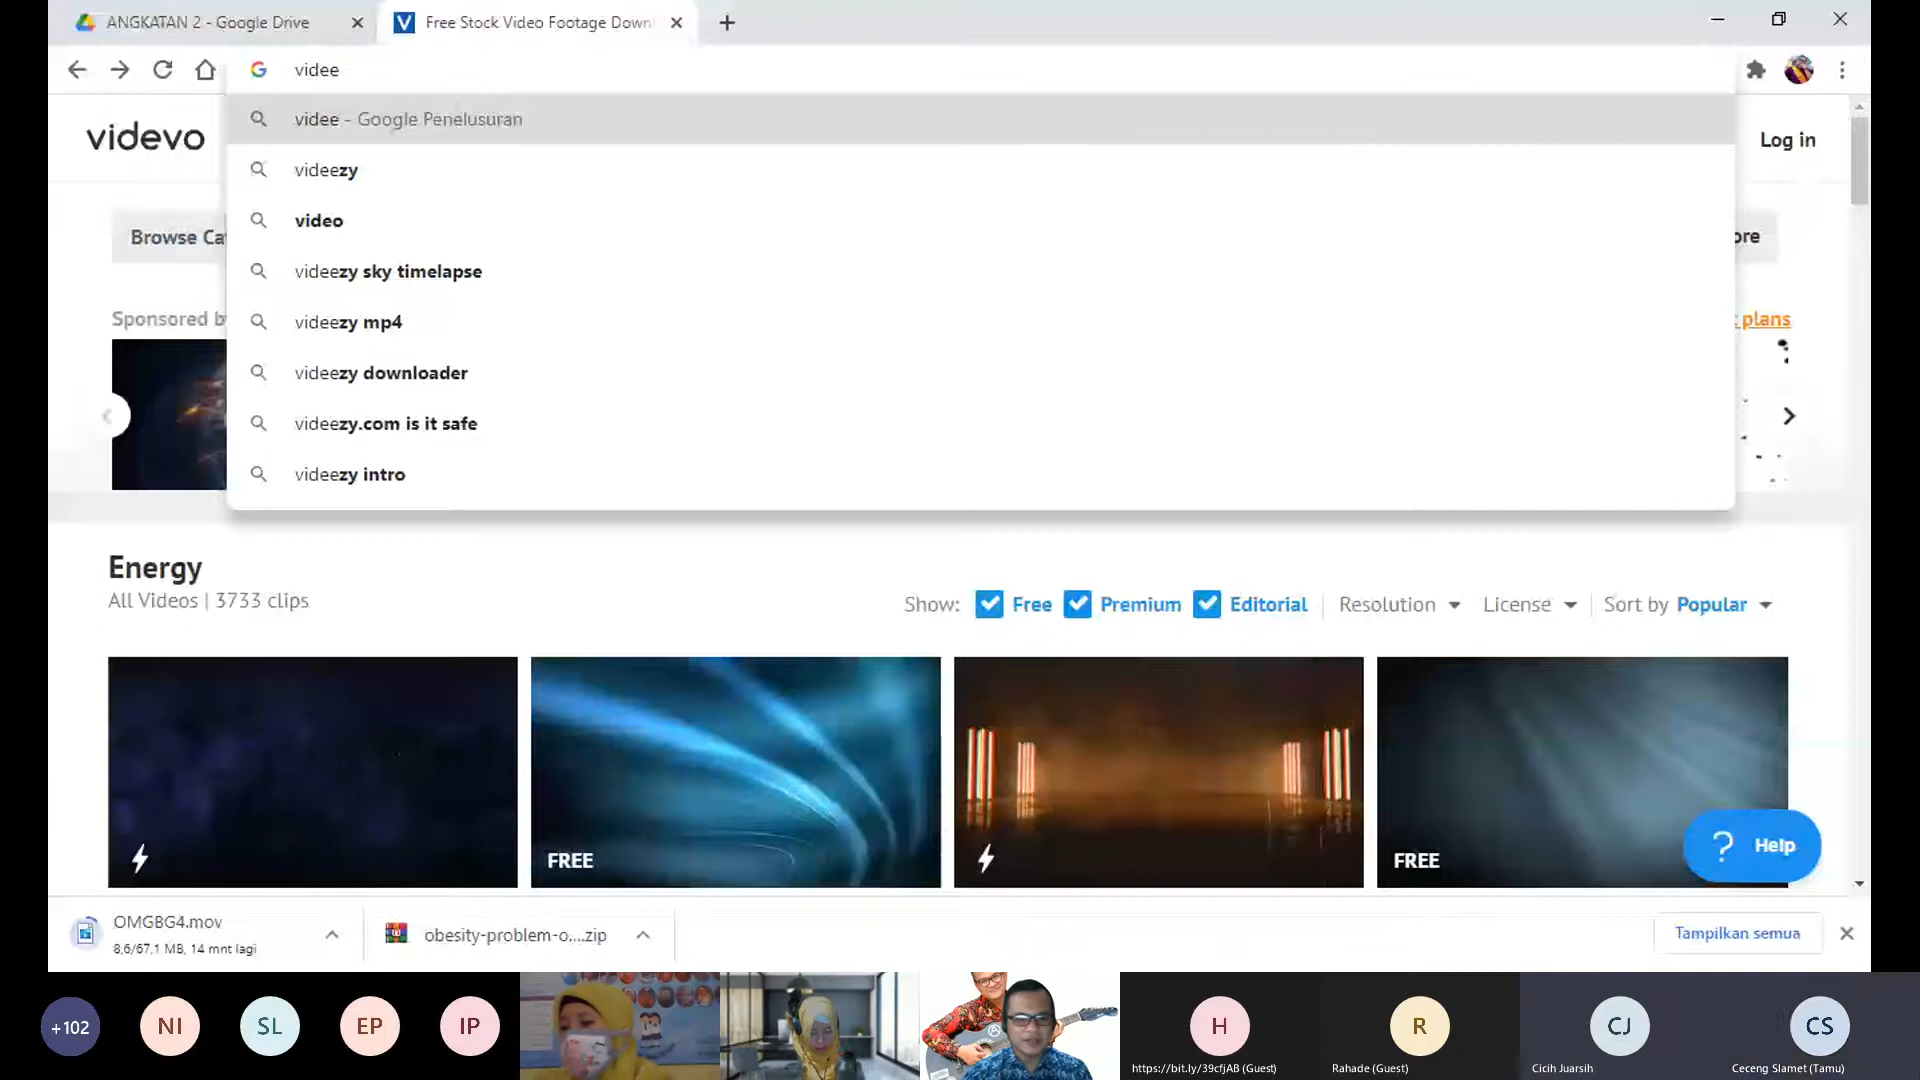 ANGKATAN 2 - Google Drive
Free Stock Video Footage Down
videe
videvo
Log in
videe - Google Penelusuran
videezy
video
videezy sky timelapse
videezy mp4
videezy downloader
videezy.com is it safe
videezy intro
Browse Ca
ore
Sponsored b
plans
Energy
All Videos | 3733 clips
Show: Free Premium Editorial Resolution License Sort by Popular
FREE
FREE
? Help
OMGBG4.mov
8,6/67,1 MB, 14 mnt lagi
obesity-problem-o....zip
Tampilkan semua
+102
NI
SL
EP
IP
H
R
CJ
CS
https://bit.ly/39cfjAB (Guest)
Rahade (Guest)
Cicih Juarsih
Ceceng Slamet (Tamu)